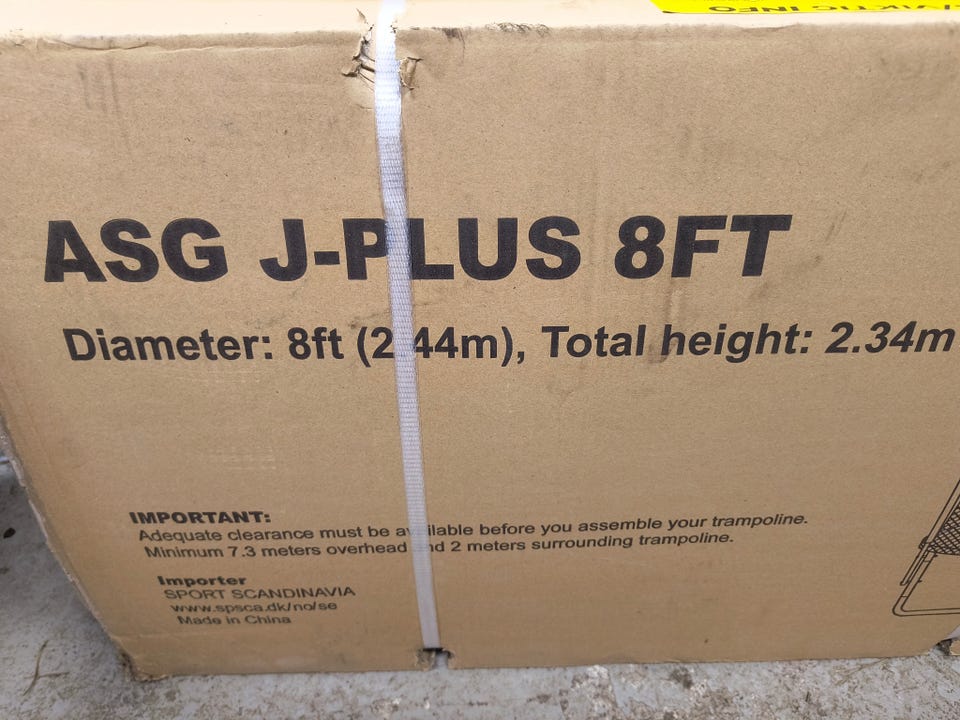 VIKTIG INFO
ASG J-PLUS 8FT
Diameter: 8ft (2.44m), Total height: 2.34m
IMPORTANT:
Adequate clearance must be available before you assemble your trampoline.
Minimum 7.3 meters overhead and 2 meters surrounding trampoline.
Importer
SPORT SCANDINAVIA
www.spsca.dk/no/se
Made in China